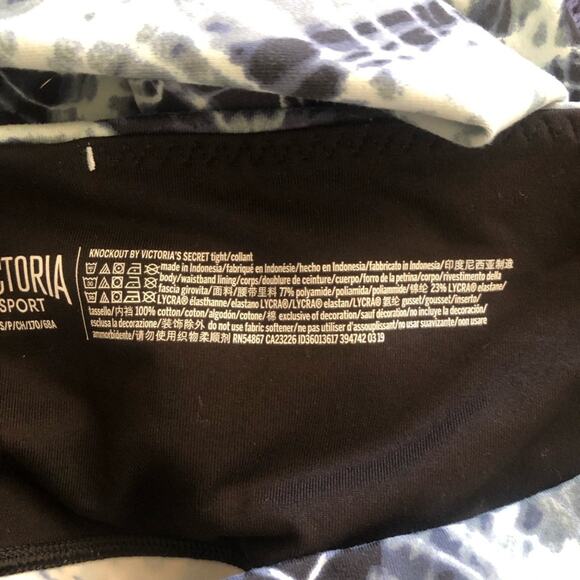 CTORIA
SPORT
S/P/CH/170/68A
KNOCKOUT BY VICTORIA'S SECRET tight/collant
made in Indonesia/fabriqué en Indonésie/hecho en Indonesia/fabbricato in Indonesia/印度尼西亚制造
body/waistband lining/corps/doublure de ceinture/cuerpo/forro de la petrina/corpo/rivestimento della
fascia girovita/面料/腰带里料 77% polyamide/poliamida/poliammide/锦纶 23% LYCRA® elasthane/
LYCRA® élasthanne/elastano LYCRA®/LYCRA® elastan/LYCRA® 氨纶 gusset/gousset/inserto/
tassello/内裆 100% cotton/coton/algodón/cotone/棉 exclusive of decoration/sauf décoration/no incluye la decoración/
esclusa la decorazione/装饰除外 do not use fabric softener/ne pas utiliser d'assouplissant/no usar suavizante/non usare
ammorbidente/请勿使用织物柔顺剂 RN54867 CA23226 ID36013617 394742 03 19